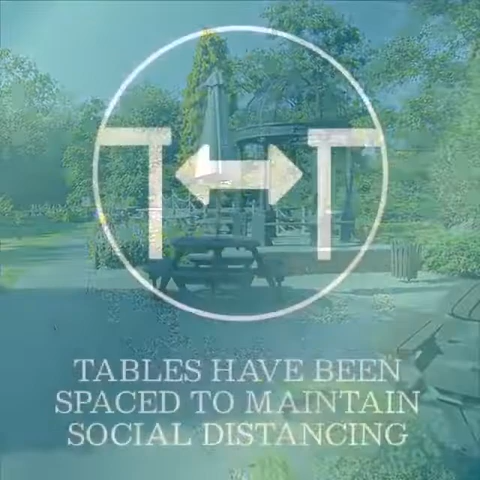 TABLES HAVE BEEN
SPACED TO MAINTAIN
SOCIAL DISTANCING